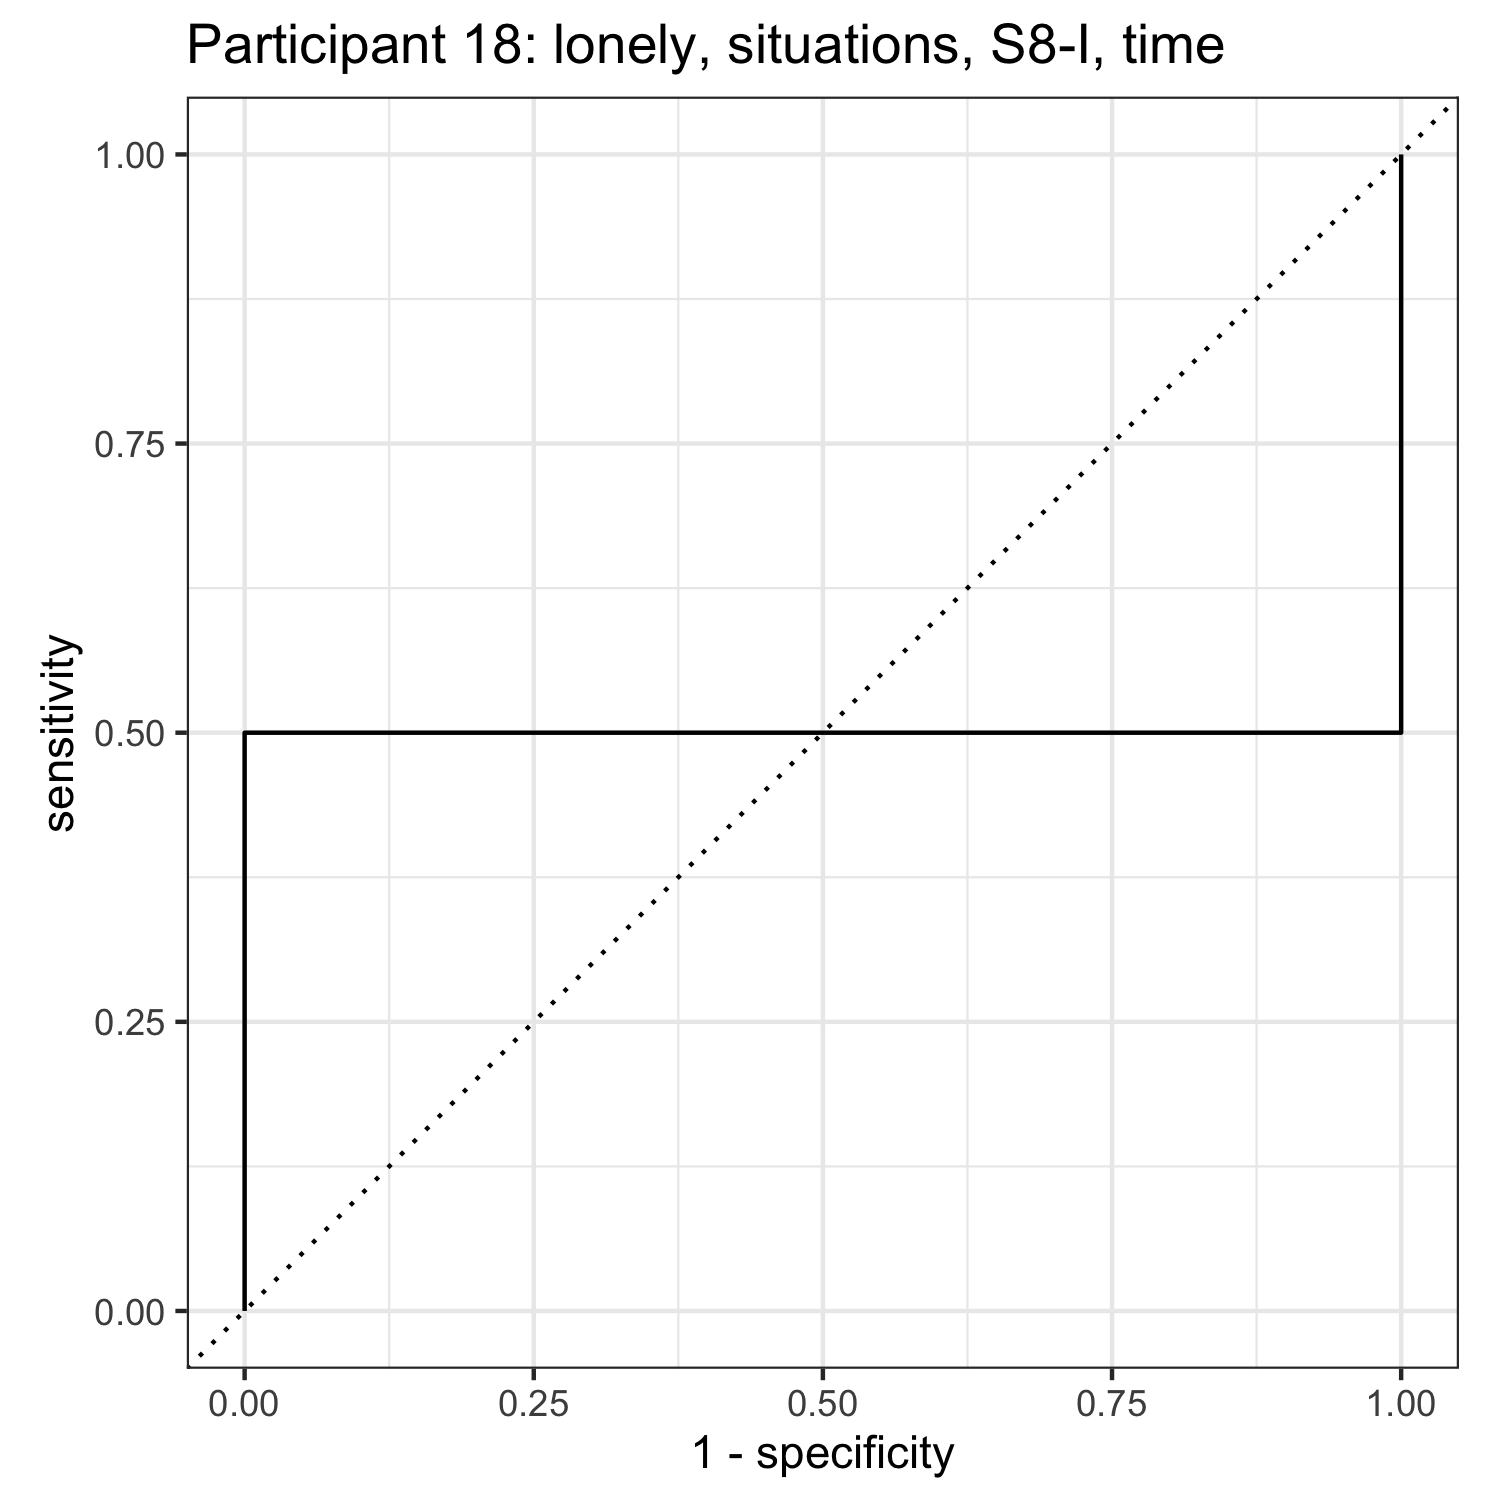 Participant 18: lonely, situations, S8-I, time
1.00
0.75
0.50
0.25
0.00
sensitivity
0.00 0.25 0.50 0.75 1.00
1 - specificity